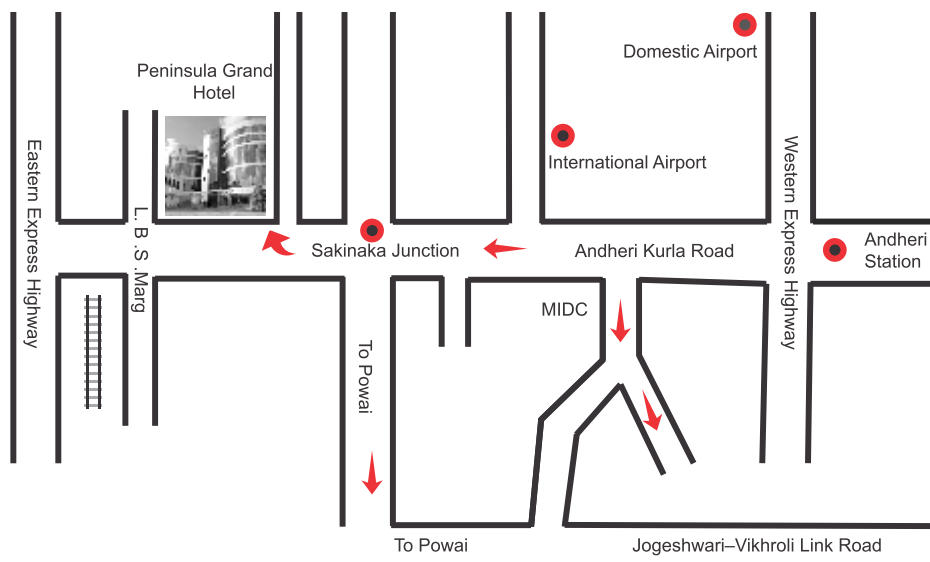 Domestic Airport
Peninsula Grand
Hotel
International Airport
Eastern Express Highway
L. B .S .Marg
Western Express Highway
Sakinaka Junction
Andheri Kurla Road
Andheri
Station
MIDC
To Powai
To Powai
Jogeshwari–Vikhroli Link Road